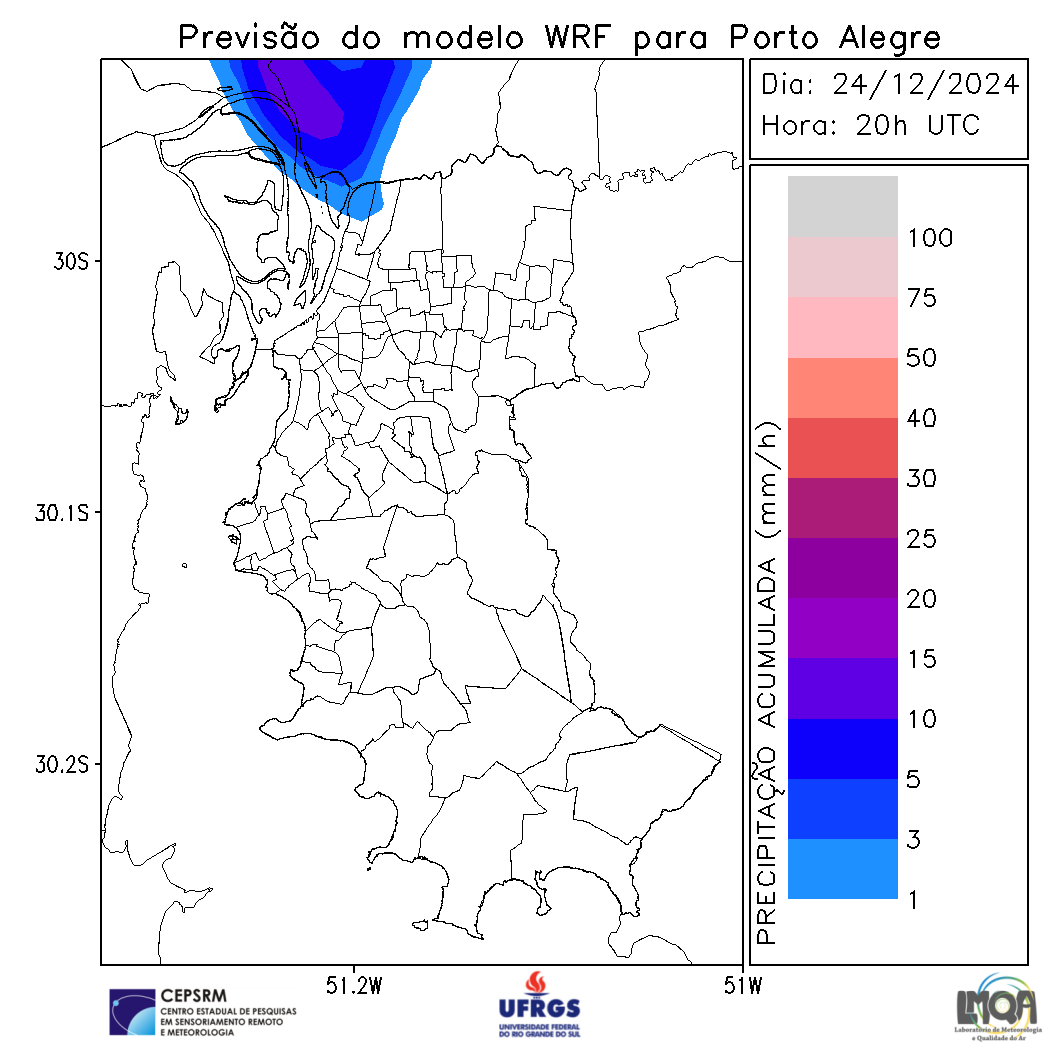 Previsão do modelo WRF para Porto Alegre
Dia: 24/12/2024
Hora: 20h UTC
30S
30.1S
30.2S
51.2W
51W
PRECIPITAÇÃO ACUMULADA (mm/h)
100
75
50
40
30
25
20
15
10
5
3
1
CEPSRM
CENTRO ESTADUAL DE PESQUISAS
EM SENSORIAMENTO REMOTO
E METEOROLOGIA
UFRGS
UNIVERSIDADE FEDERAL
DO RIO GRANDE DO SUL
LMQA
Laboratório de Meteorologia
e Qualidade do Ar